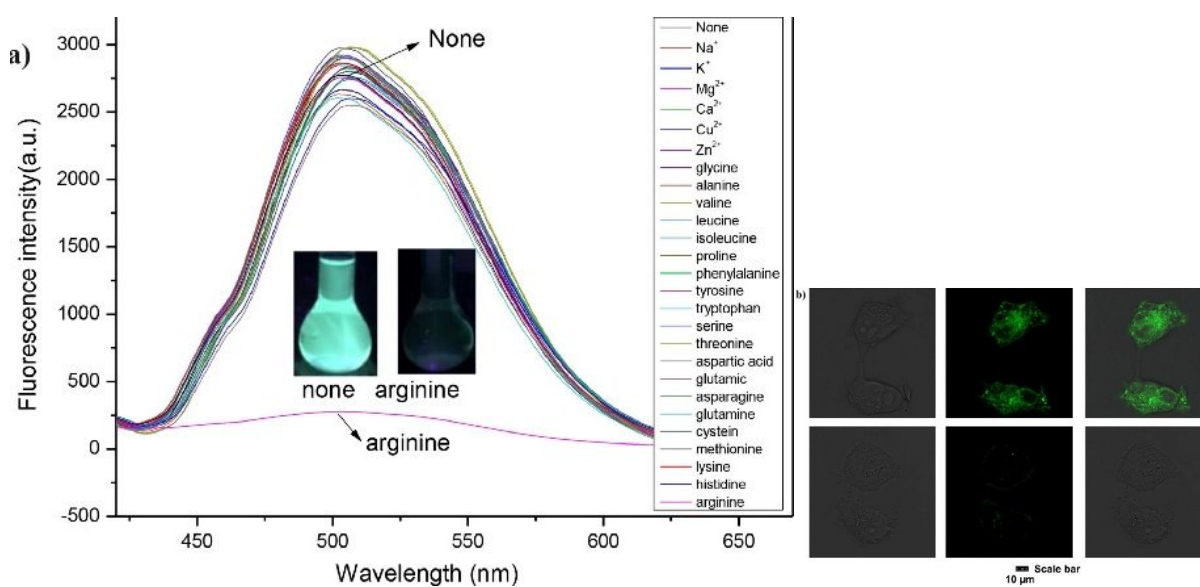 a)
Fluorescence intensity(a.u.)
3000
2500
2000
1500
1000
500
0
-500
450
500
550
600
650
Wavelength (nm)
None
none
arginine
arginine
None
Na⁺
K⁺
Mg²⁺
Ca²⁺
Cu²⁺
Zn²⁺
glycine
alanine
valine
leucine
isoleucine
proline
phenylalanine
tyrosine
tryptophan
serine
threonine
aspartic acid
glutamic
asparagine
glutamine
cystein
methionine
lysine
histidine
arginine
b)
Scale bar
10 µm